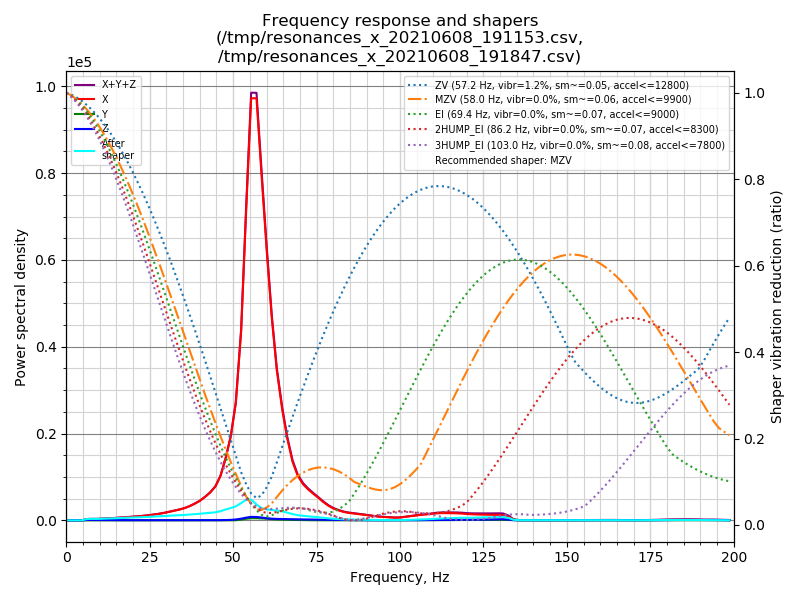 Frequency response and shapers
(/tmp/resonances_x_20210608_191153.csv,
/tmp/resonances_x_20210608_191847.csv)
1e5
X+Y+Z
X
Y
Z
After
shaper
ZV (57.2 Hz, vibr=1.2%, sm~=0.05, accel<=12800)
MZV (58.0 Hz, vibr=0.0%, sm~=0.06, accel<=9900)
EI (69.4 Hz, vibr=0.0%, sm~=0.07, accel<=9000)
2HUMP_EI (86.2 Hz, vibr=0.0%, sm~=0.07, accel<=8300)
3HUMP_EI (103.0 Hz, vibr=0.0%, sm~=0.08, accel<=7800)
Recommended shaper: MZV
Power spectral density
1.0
0.8
0.6
0.4
0.2
0.0
1.0
0.8
0.6
0.4
0.2
0.0
Shaper vibration reduction (ratio)
0 25 50 75 100 125 150 175 200
Frequency, Hz